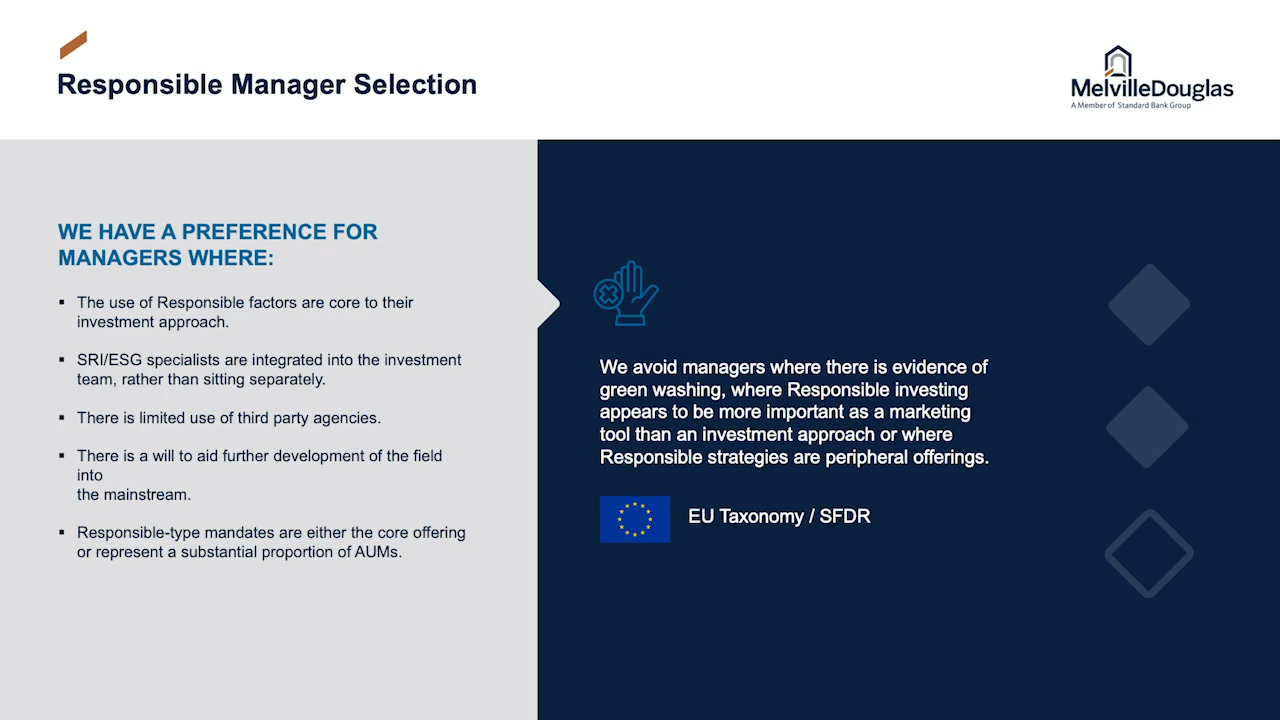 Responsible Manager Selection
MelvilleDouglas
A Member of Standard Bank Group
WE HAVE A PREFERENCE FOR
MANAGERS WHERE:
▪ The use of Responsible factors are core to their
investment approach.
▪ SRI/ESG specialists are integrated into the investment
team, rather than sitting separately.
▪ There is limited use of third party agencies.
▪ There is a will to aid further development of the field
into
the mainstream.
▪ Responsible-type mandates are either the core offering
or represent a substantial proportion of AUMs.
We avoid managers where there is evidence of
green washing, where Responsible investing
appears to be more important as a marketing
tool than an investment approach or where
Responsible strategies are peripheral offerings.
EU Taxonomy / SFDR